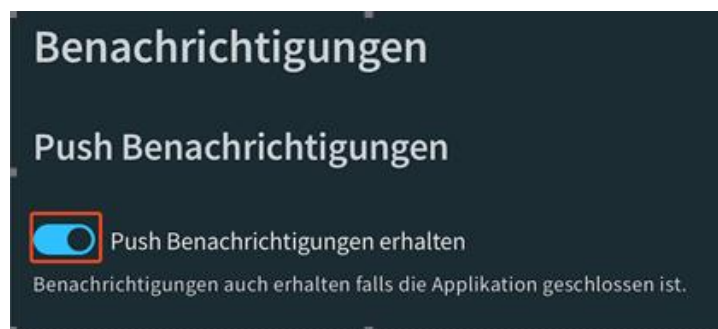 Benachrichtigungen
Push Benachrichtigungen
Push Benachrichtigungen erhalten
Benachrichtigungen auch erhalten falls die Applikation geschlossen ist.